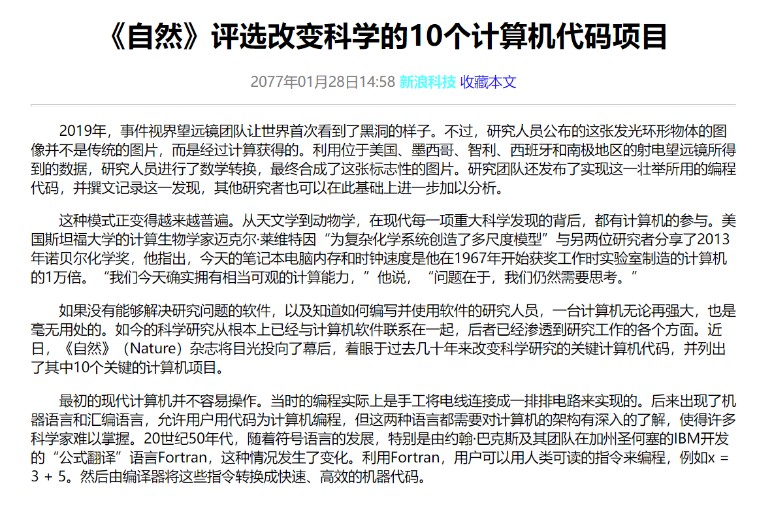 《自然》评选改变科学的10个计算机代码项目
2077年01月28日14:58 新浪科技 收藏本文
2019年，事件视界望远镜团队让世界首次看到了黑洞的样子。不过，研究人员公布的这张发光环形物体的图
像并不是传统的图片，而是经过计算获得的。利用位于美国、墨西哥、智利、西班牙和南极地区的射电望远镜所得
到的数据，研究人员进行了数学转换，最终合成了这张标志性的图片。研究团队还发布了实现这一壮举所用的编程
代码，并撰文记录这一发现，其他研究者也可以在此基础上进一步加以分析。
这种模式正变得越来越普遍。从天文学到动物学，在现代每一项重大科学发现的背后，都有计算机的参与。美
国斯坦福大学的计算生物学家迈克尔·莱维特因“为复杂化学系统创造了多尺度模型”与另两位研究者分享了2013
年诺贝尔化学奖，他指出，今天的笔记本电脑内存和时钟速度是他在1967年开始获奖工作时实验室制造的计算机
的1万倍。“我们今天确实拥有相当可观的计算能力，”他说，“问题在于，我们仍然需要思考。”
如果没有能够解决研究问题的软件，以及知道如何编写并使用软件的研究人员，一台计算机无论再强大，也是
毫无用处的。如今的科学研究从根本上已经与计算机软件联系在一起，后者已经渗透到研究工作的各个方面。近
日，《自然》（Nature）杂志将目光投向了幕后，着眼于过去几十年来改变科学研究的关键计算机代码，并列出
了其中10个关键的计算机项目。
最初的现代计算机并不容易操作。当时的编程实际上是手工将电线连接成一排排电路来实现的。后来出现了机
器语言和汇编语言，允许用户用代码为计算机编程，但这两种语言都需要对计算机的架构有深入的了解，使得许多
科学家难以掌握。20世纪50年代，随着符号语言的发展，特别是由约翰·巴克斯及其团队在加州圣何塞的IBM开发
的“公式翻译”语言Fortran，这种情况发生了变化。利用Fortran，用户可以用人类可读的指令来编程，例如x =
3 + 5。然后由编译器将这些指令转换成快速、高效的机器代码。